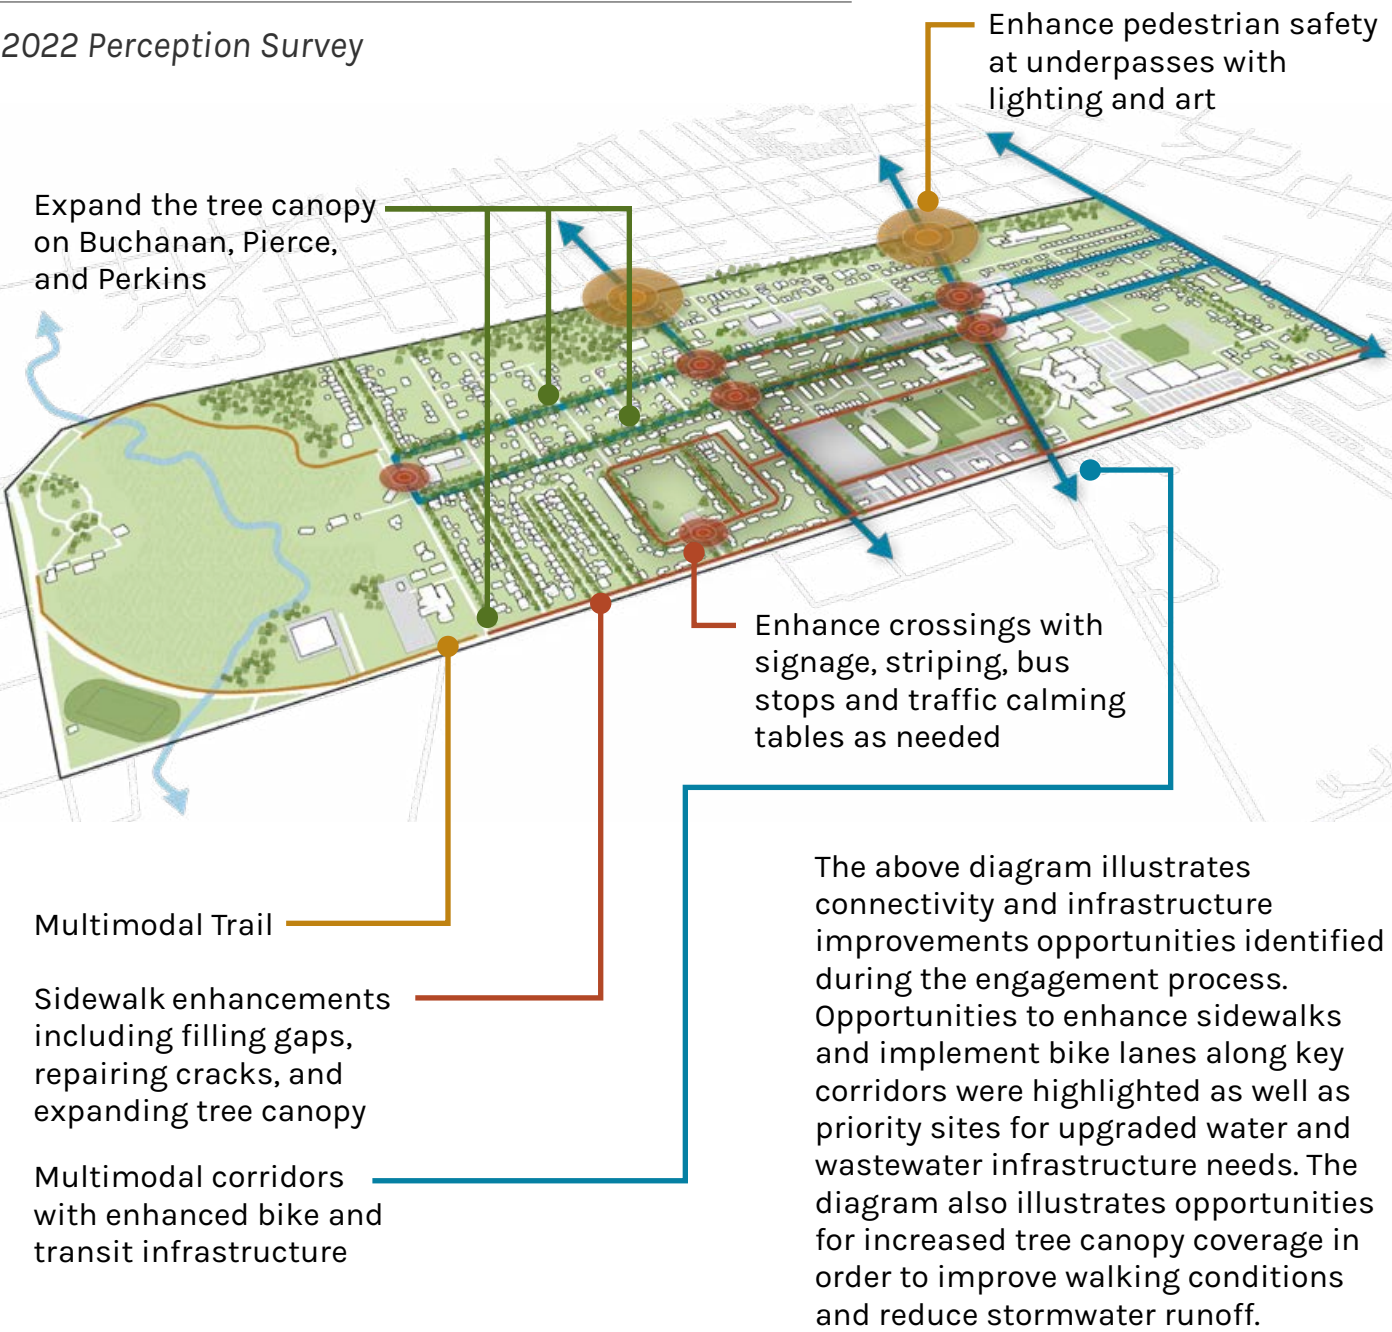 2022 Perception Survey
Enhance pedestrian safety
at underpasses with
lighting and art
Expand the tree canopy
on Buchanan, Pierce,
and Perkins
Enhance crossings with
signage, striping, bus
stops and traffic calming
tables as needed
Multimodal Trail
Sidewalk enhancements
including filling gaps,
repairing cracks, and
expanding tree canopy
Multimodal corridors
with enhanced bike and
transit infrastructure
The above diagram illustrates
connectivity and infrastructure
improvements opportunities identified
during the engagement process.
Opportunities to enhance sidewalks
and implement bike lanes along key
corridors were highlighted as well as
priority sites for upgraded water and
wastewater infrastructure needs. The
diagram also illustrates opportunities
for increased tree canopy coverage in
order to improve walking conditions
and reduce stormwater runoff.